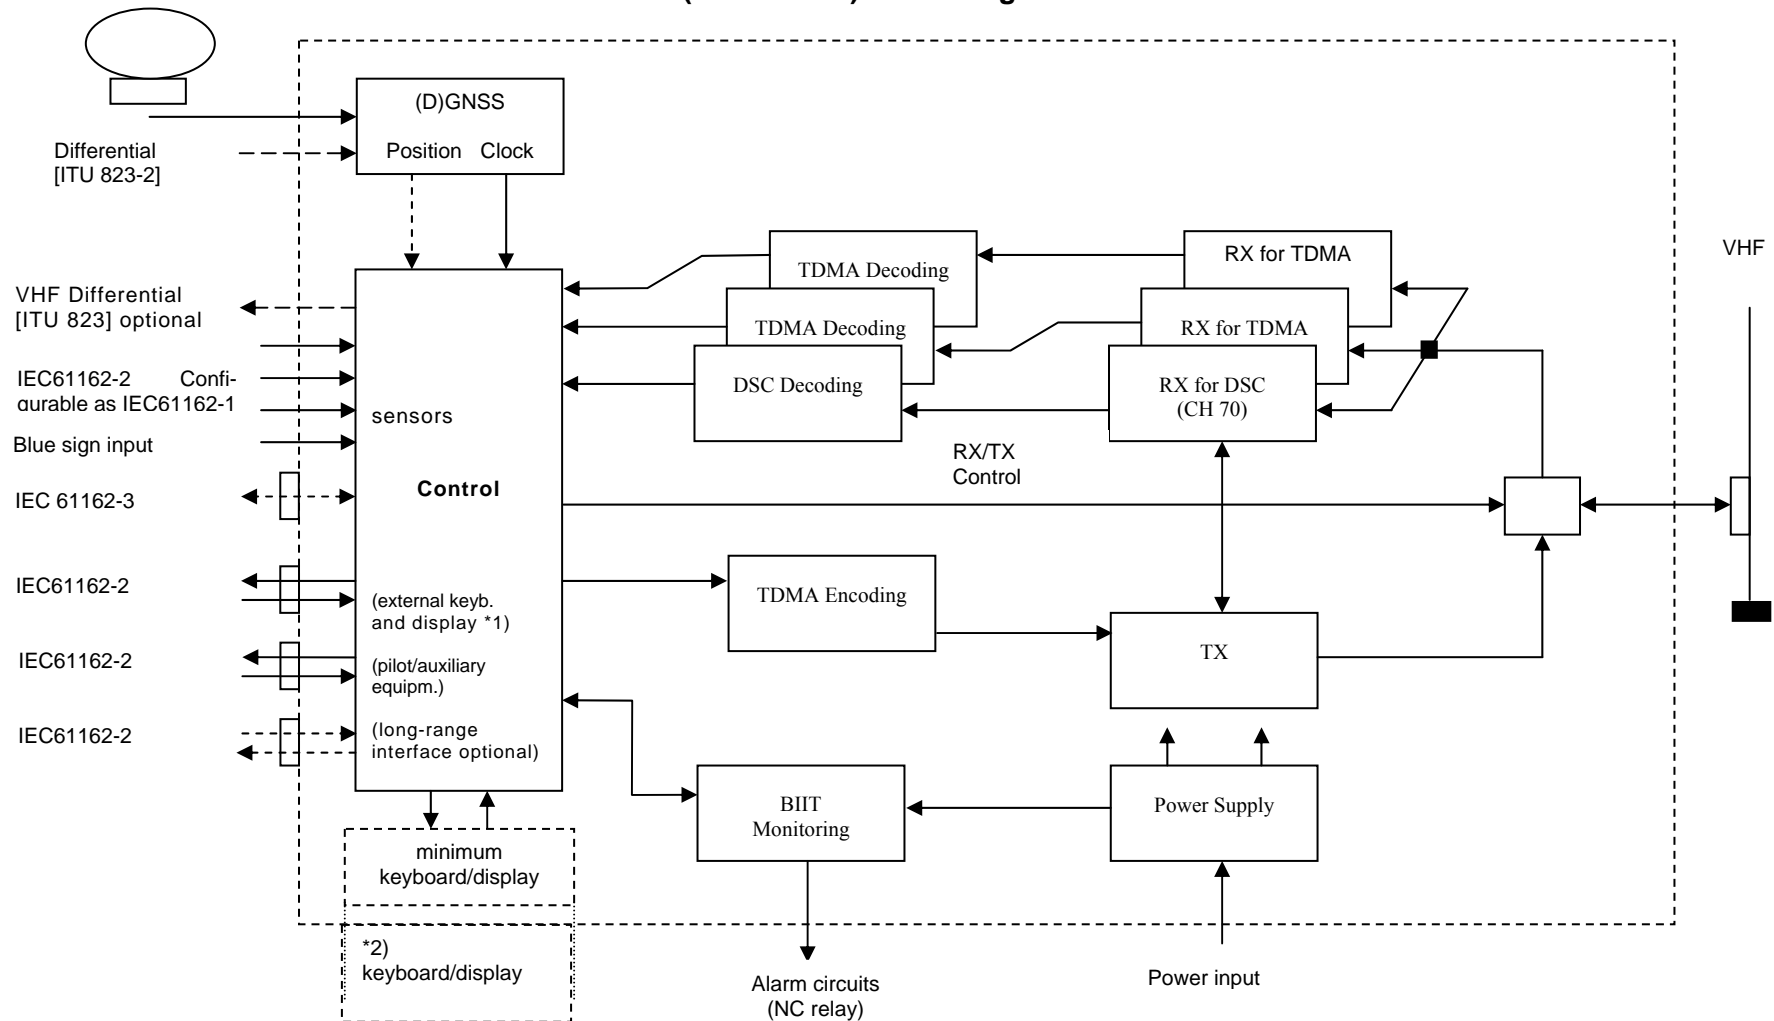 (D)GNSS
Position Clock
Differential
[ITU 823-2]
VHF Differential
[ITU 823] optional
IEC61162-2 Confi-
gurable as IEC61162-1
Blue sign input
IEC 61162-3
IEC61162-2
IEC61162-2
IEC61162-2
sensors
Control
(external keyb.
and display *1)
(pilot/auxiliary
equipm.)
(long-range
interface optional)
minimum
keyboard/display
*2)
keyboard/display
TDMA Decoding
TDMA Decoding
DSC Decoding
RX for TDMA
RX for TDMA
RX for DSC
(CH 70)
RX/TX
Control
TDMA Encoding
TX
BIIT
Monitoring
Power Supply
Alarm circuits
(NC relay)
Power input
VHF